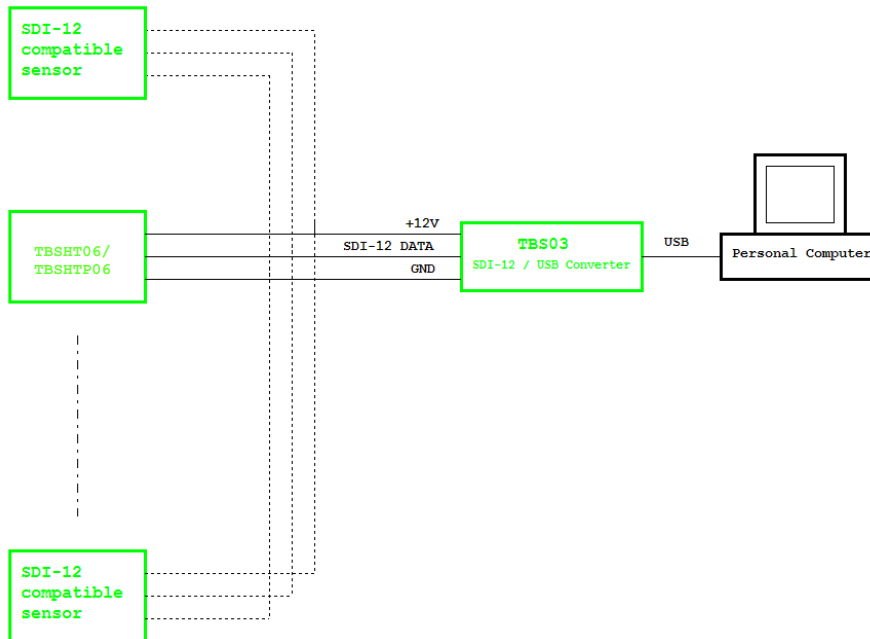 SDI-12
compatible
sensor
TBSHT06/
TBSHTP06
+12V
SDI-12 DATA
GND
TBS03
SDI-12 / USB Converter
USB
Personal Computer
SDI-12
compatible
sensor